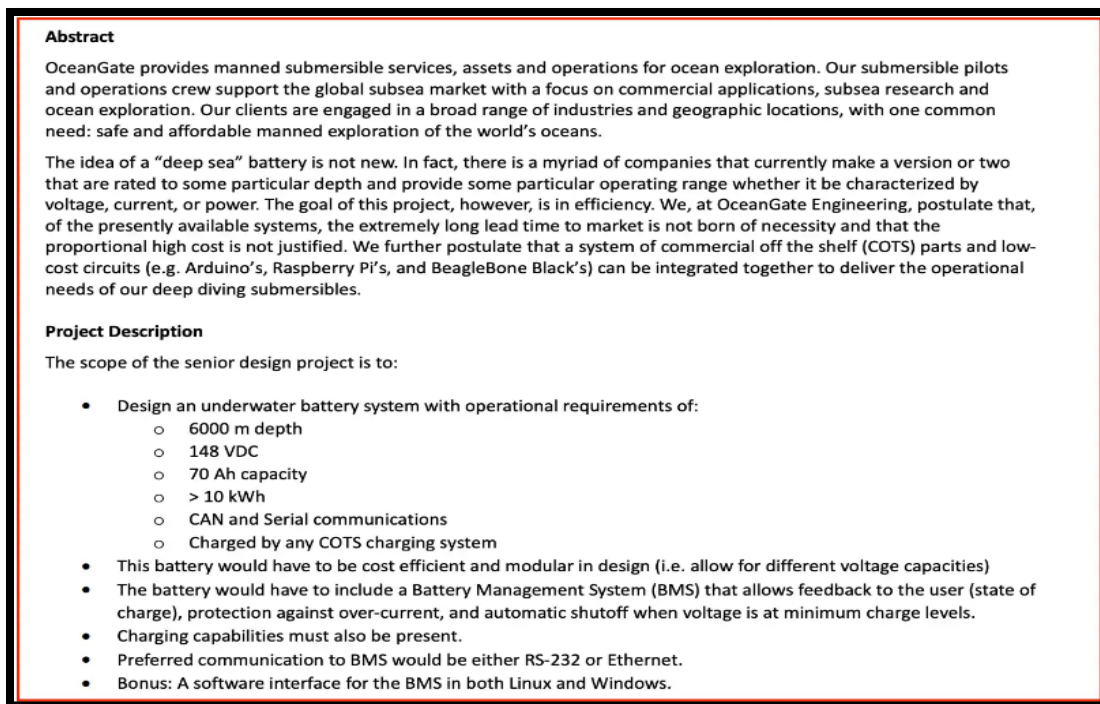 Abstract
OceanGate provides manned submersible services, assets and operations for ocean exploration. Our submersible pilots
and operations crew support the global subsea market with a focus on commercial applications, subsea research and
ocean exploration. Our clients are engaged in a broad range of industries and geographic locations, with one common
need: safe and affordable manned exploration of the world’s oceans.
The idea of a “deep sea” battery is not new. In fact, there is a myriad of companies that currently make a version or two
that are rated to some particular depth and provide some particular operating range whether it be characterized by
voltage, current, or power. The goal of this project, however, is in efficiency. We, at OceanGate Engineering, postulate that,
of the presently available systems, the extremely long lead time to market is not born of necessity and that the
proportional high cost is not justified. We further postulate that a system of commercial off the shelf (COTS) parts and low-
cost circuits (e.g. Arduino’s, Raspberry Pi’s, and BeagleBone Black’s) can be integrated together to deliver the operational
needs of our deep diving submersibles.
Project Description
The scope of the senior design project is to:
• Design an underwater battery system with operational requirements of:
o 6000 m depth
o 148 VDC
o 70 Ah capacity
o > 10 kWh
o CAN and Serial communications
o Charged by any COTS charging system
• This battery would have to be cost efficient and modular in design (i.e. allow for different voltage capacities)
• The battery would have to include a Battery Management System (BMS) that allows feedback to the user (state of
charge), protection against over-current, and automatic shutoff when voltage is at minimum charge levels.
• Charging capabilities must also be present.
• Preferred communication to BMS would be either RS-232 or Ethernet.
• Bonus: A software interface for the BMS in both Linux and Windows.